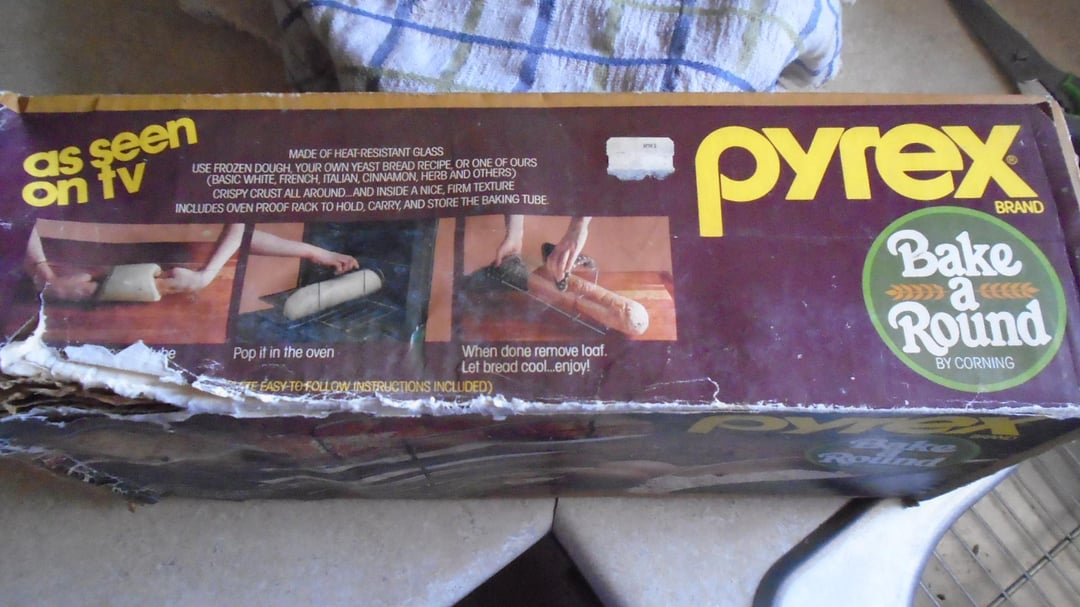 as seen
on tv
MADE OF HEAT-RESISTANT GLASS
USE FROZEN DOUGH, YOUR OWN YEAST BREAD RECIPE, OR ONE OF OURS
(BASIC WHITE, FRENCH, ITALIAN, CINNAMON, HERB AND OTHERS)
CRISPY CRUST ALL AROUND...AND INSIDE A NICE, FIRM TEXTURE
INCLUDES OVEN PROOF RACK TO HOLD, CARRY, AND STORE THE BAKING TUBE.
pyrex®
BRAND
Bake
a
Round
BY CORNING
Pop it in the oven
When done remove loaf.
Let bread cool...enjoy!
EASY-TO-FOLLOW INSTRUCTIONS INCLUDED)
pyrex
Bake
a
Round